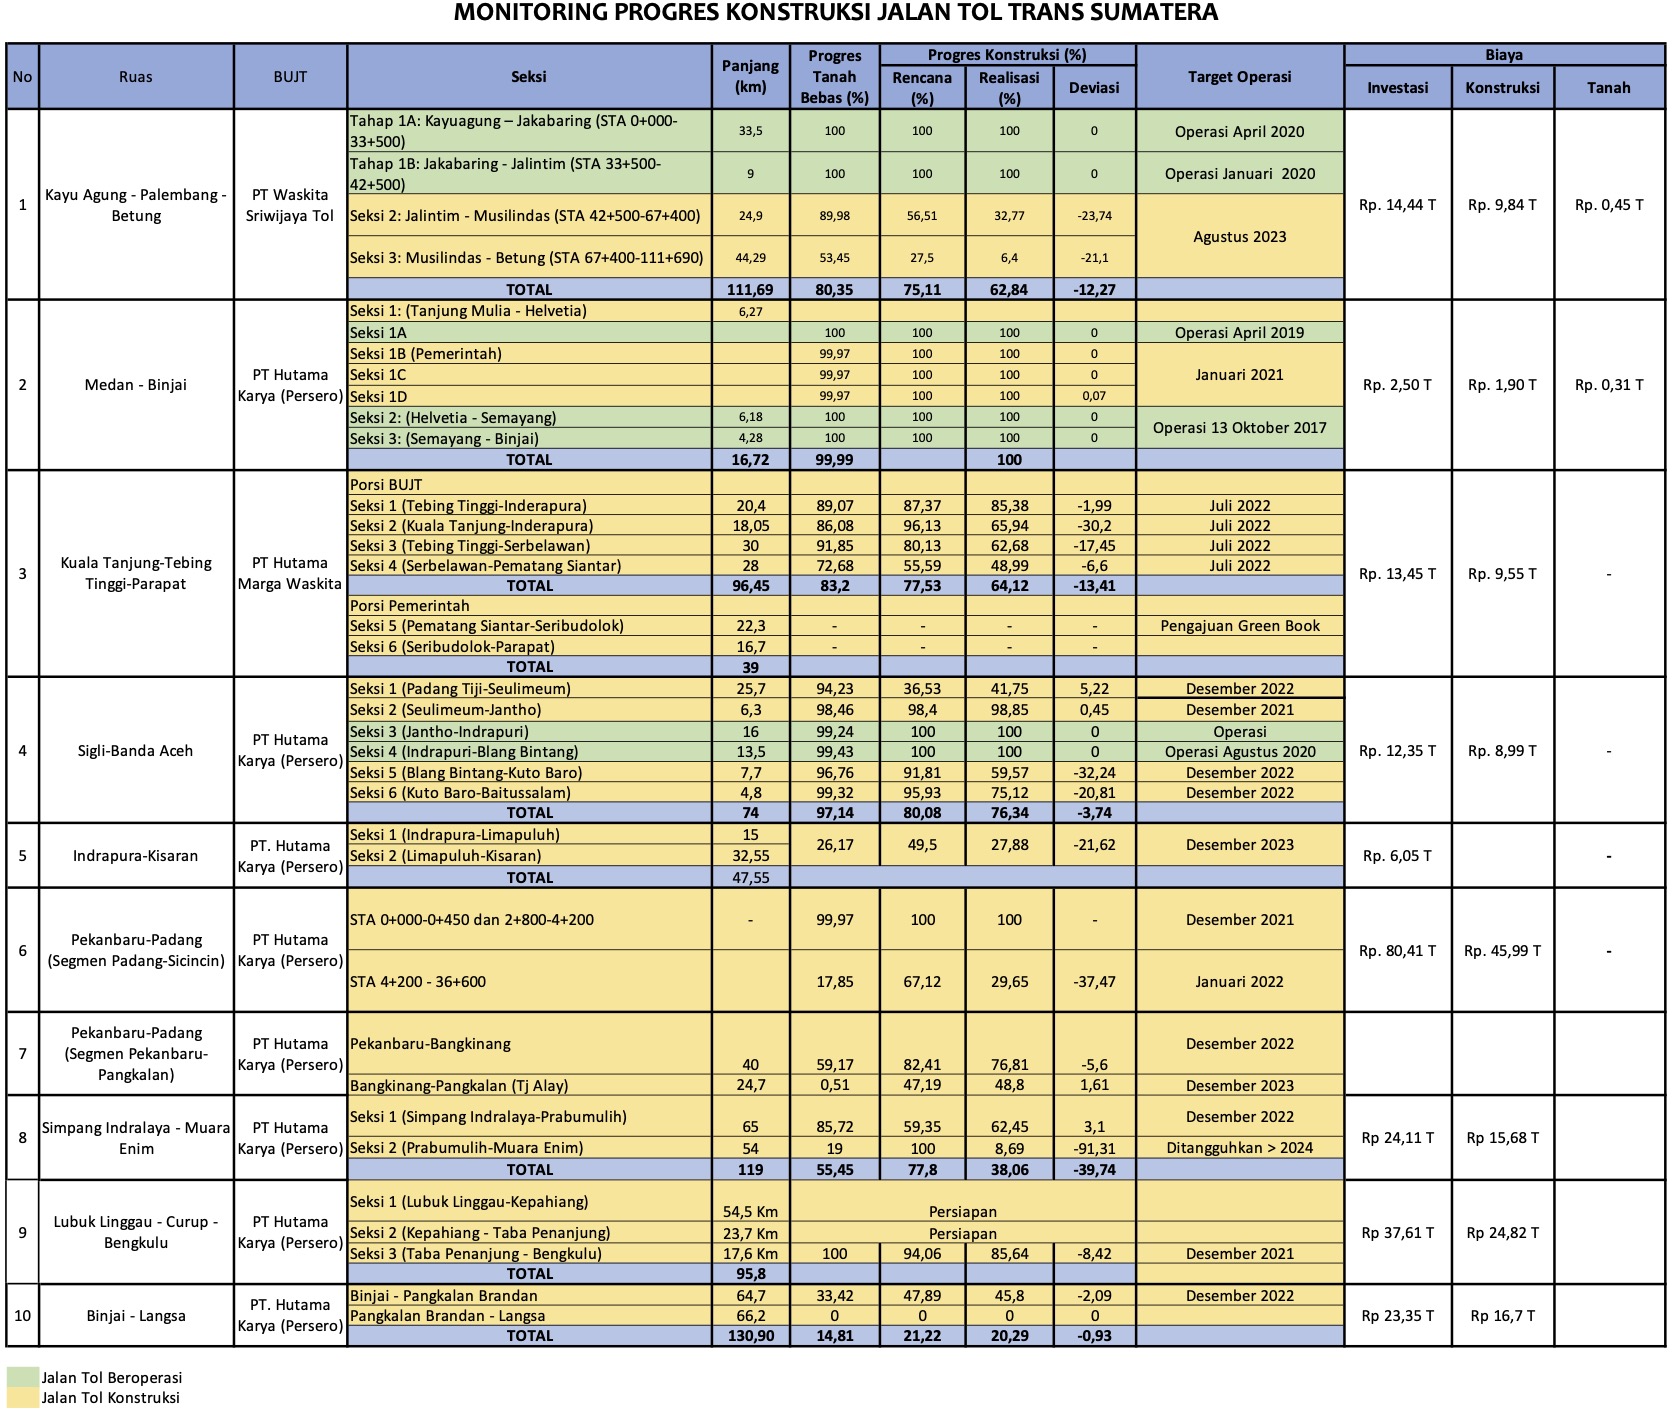 MONITORING PROGRES KONSTRUKSI JALAN TOL TRANS SUMATERA
No Ruas BUJT Seksi Panjang (km) Progres Tanah Bebas (%) Progres Konstruksi (%) Target Operasi Biaya
Rencana (%) Realisasi (%) Deviasi Investasi Konstruksi Tanah
1 Kayu Agung - Palembang - Betung PT Waskita Sriwijaya Tol Rp. 14,44 T Rp. 9,84 T Rp. 0,45 T
Tahap 1A: Kayuagung – Jakabaring (STA 0+000-33+500) 33,5 100 100 100 0 Operasi April 2020
Tahap 1B: Jakabaring - Jalintim (STA 33+500-42+500) 9 100 100 100 0 Operasi Januari 2020
Seksi 2: Jalintim - Musilindas (STA 42+500-67+400) 24,9 89,98 56,51 32,77 -23,74 Agustus 2023
Seksi 3: Musilindas - Betung (STA 67+400-111+690) 44,29 53,45 27,5 6,4 -21,1
TOTAL 111,69 80,35 75,11 62,84 -12,27
2 Medan - Binjai PT Hutama Karya (Persero) Rp. 2,50 T Rp. 1,90 T Rp. 0,31 T
Seksi 1: (Tanjung Mulia - Helvetia) 6,27
Seksi 1A 100 100 100 0 Operasi April 2019
Seksi 1B (Pemerintah) 99,97 100 100 0
Seksi 1C 99,97 100 100 0 Januari 2021
Seksi 1D 99,97 100 100 0,07
Seksi 2: (Helvetia - Semayang) 6,18 100 100 100 0 Operasi 13 Oktober 2017
Seksi 3: (Semayang - Binjai) 4,28 100 100 100 0
TOTAL 16,72 99,99 100
3 Kuala Tanjung-Tebing Tinggi-Parapat PT Hutama Marga Waskita Rp. 13,45 T Rp. 9,55 T -
Porsi BUJT
Seksi 1 (Tebing Tinggi-Inderapura) 20,4 89,07 87,37 85,38 -1,99 Juli 2022
Seksi 2 (Kuala Tanjung-Inderapura) 18,05 86,08 96,13 65,94 -30,2 Juli 2022
Seksi 3 (Tebing Tinggi-Serbelawan) 30 91,85 80,13 62,68 -17,45 Juli 2022
Seksi 4 (Serbelawan-Pematang Siantar) 28 72,68 55,59 48,99 -6,6 Juli 2022
TOTAL 96,45 83,2 77,53 64,12 -13,41
Porsi Pemerintah
Seksi 5 (Pematang Siantar-Seribudolok) 22,3 - - - - Pengajuan Green Book
Seksi 6 (Seribudolok-Parapat) 16,7 - - - -
TOTAL 39
4 Sigli-Banda Aceh PT Hutama Karya (Persero) Rp. 12,35 T Rp. 8,99 T -
Seksi 1 (Padang Tiji-Seulimeum) 25,7 94,23 36,53 41,75 5,22 Desember 2022
Seksi 2 (Seulimeum-Jantho) 6,3 98,46 98,4 98,85 0,45 Desember 2021
Seksi 3 (Jantho-Indrapuri) 16 99,24 100 100 0 Operasi
Seksi 4 (Indrapuri-Blang Bintang) 13,5 99,43 100 100 0 Operasi Agustus 2020
Seksi 5 (Blang Bintang-Kuto Baro) 7,7 96,76 91,81 59,57 -32,24 Desember 2022
Seksi 6 (Kuto Baro-Baitussalam) 4,8 99,32 95,93 75,12 -20,81 Desember 2022
TOTAL 74 97,14 80,08 76,34 -3,74
5 Indrapura-Kisaran PT. Hutama Karya (Persero) Rp. 6,05 T -
Seksi 1 (Indrapura-Limapuluh) 15 26,17 49,5 27,88 -21,62 Desember 2023
Seksi 2 (Limapuluh-Kisaran) 32,55
TOTAL 47,55
6 Pekanbaru-Padang (Segmen Padang-Sicincin) PT Hutama Karya (Persero) Rp. 80,41 T Rp. 45,99 T -
STA 0+000-0+450 dan 2+800-4+200 - 99,97 100 100 - Desember 2021
STA 4+200 - 36+600 17,85 67,12 29,65 -37,47 Januari 2022
7 Pekanbaru-Padang (Segmen Pekanbaru-Pangkalan) PT Hutama Karya (Persero)
Pekanbaru-Bangkinang 40 59,17 82,41 76,81 -5,6 Desember 2022
Bangkinang-Pangkalan (Tj Alay) 24,7 0,51 47,19 48,8 1,61 Desember 2023
8 Simpang Indralaya - Muara Enim PT Hutama Karya (Persero) Rp 24,11 T Rp 15,68 T
Seksi 1 (Simpang Indralaya-Prabumulih) 65 85,72 59,35 62,45 3,1 Desember 2022
Seksi 2 (Prabumulih-Muara Enim) 54 19 100 8,69 -91,31 Ditangguhkan > 2024
TOTAL 119 55,45 77,8 38,06 -39,74
9 Lubuk Linggau - Curup - Bengkulu PT Hutama Karya (Persero) Rp 37,61 T Rp 24,82 T
Seksi 1 (Lubuk Linggau-Kepahiang) 54,5 Km Persiapan
Seksi 2 (Kepahiang - Taba Penanjung) 23,7 Km Persiapan
Seksi 3 (Taba Penanjung - Bengkulu) 17,6 Km 100 94,06 85,64 -8,42 Desember 2021
TOTAL 95,8
10 Binjai - Langsa PT. Hutama Karya (Persero) Rp 23,35 T Rp 16,7 T
Binjai - Pangkalan Brandan 64,7 33,42 47,89 45,8 -2,09 Desember 2022
Pangkalan Brandan - Langsa 66,2 0 0 0 0
TOTAL 130,90 14,81 21,22 20,29 -0,93
Jalan Tol Beroperasi
Jalan Tol Konstruksi